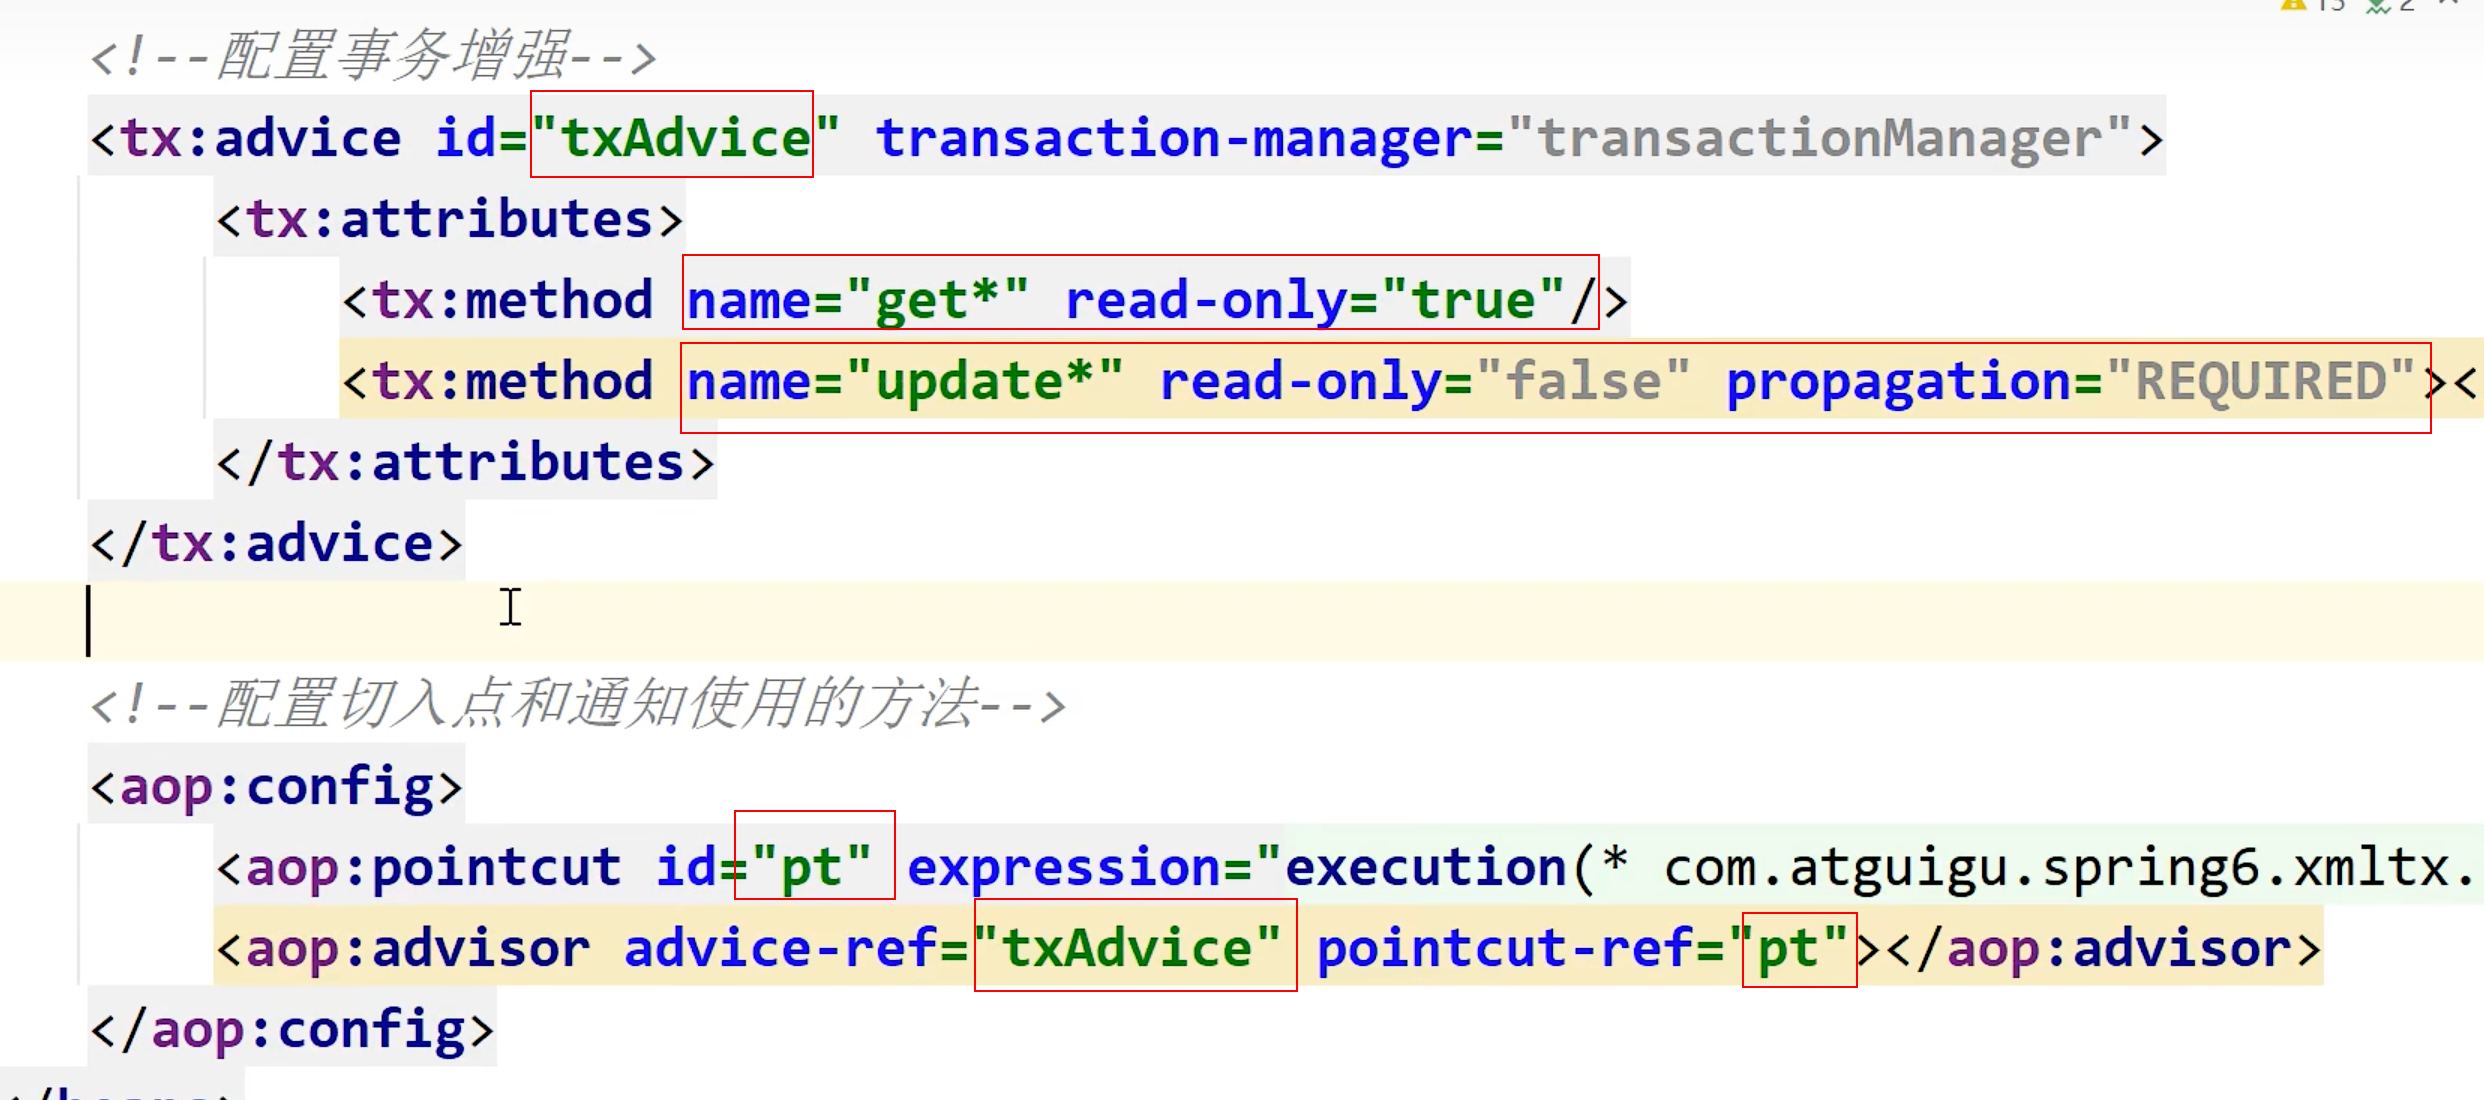 15 2
<!--配置事务增强-->
<tx:advice id="txAdvice" transaction-manager="transactionManager">
<tx:attributes>
<tx:method name="get*" read-only="true"/>
<tx:method name="update*" read-only="false" propagation="REQUIRED"><
</tx:attributes>
</tx:advice>
<!--配置切入点和通知使用的方法-->
<aop:config>
<aop:pointcut id="pt" expression="execution(* com.atguigu.spring6.xmltx.
<aop:advisor advice-ref="txAdvice" pointcut-ref="pt"></aop:advisor>
</aop:config>
</beans>